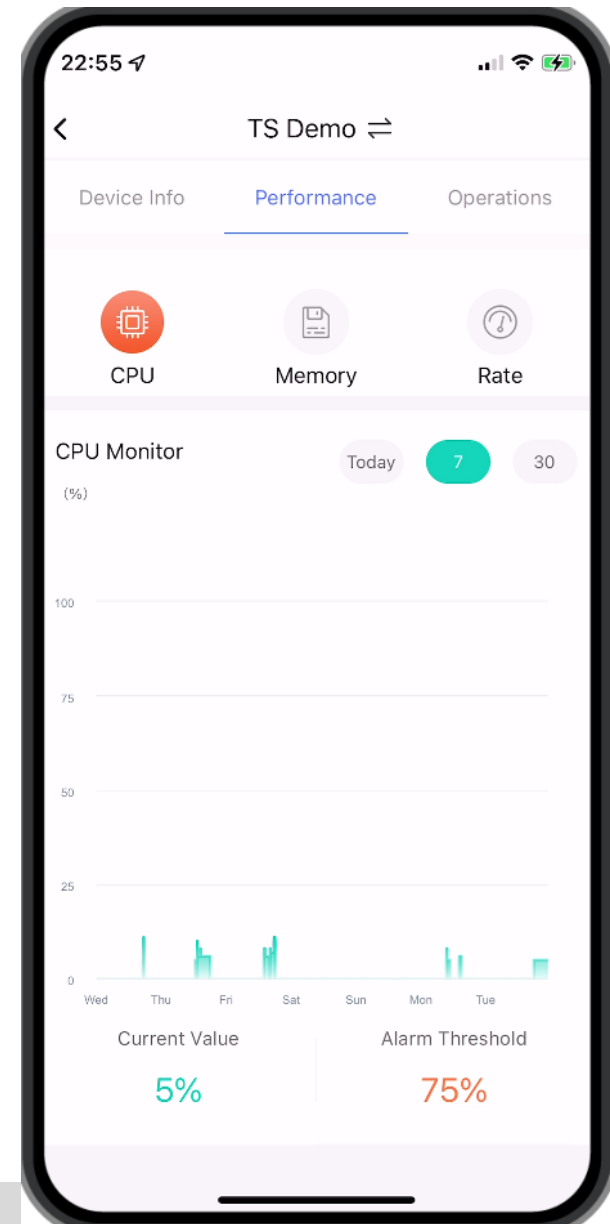 22:55
TS Demo
Device Info Performance Operations
CPU Memory Rate
CPU Monitor Today 7 30
(%)
100
75
50
25
0
Wed Thu Fri Sat Sun Mon Tue
Current Value Alarm Threshold
5% 75%